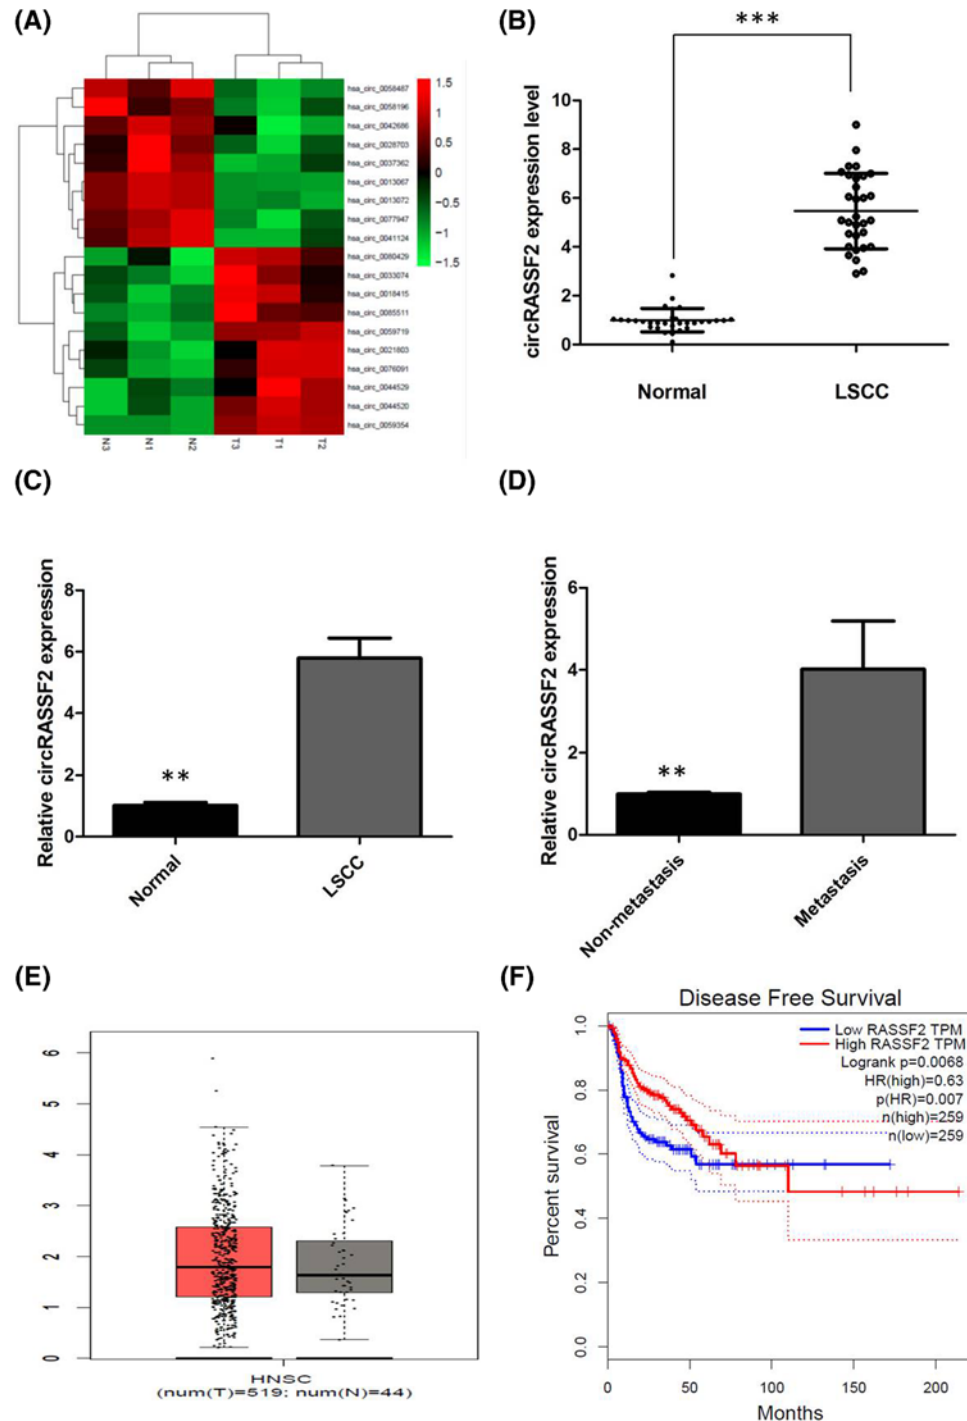 (A)
hsa_circ_0058487
hsa_circ_0058196
hsa_circ_0042686
hsa_circ_0028703
hsa_circ_0037362
hsa_circ_0013067
hsa_circ_0013072
hsa_circ_0077947
hsa_circ_0041124
hsa_circ_0080429
hsa_circ_0033074
hsa_circ_0018415
hsa_circ_0085511
hsa_circ_0059719
hsa_circ_0021803
hsa_circ_0076091
hsa_circ_0044529
hsa_circ_0044520
hsa_circ_0059354
N3 N1 N2 T3 T1 T2
1.5
1
0.5
0
−0.5
−1
−1.5
(B)
***
circRASSF2 expression level
10
8
6
4
2
0
Normal LSCC
(C)
Relative circRASSF2 expression
8
6
4
2
0
**
Normal LSCC
(D)
Relative circRASSF2 expression
6
4
2
0
**
Non-metastasis Metastasis
(E)
6
5
4
3
2
1
0
HNSC
(num(T)=519; num(N)=44)
(F)
Disease Free Survival
Low RASSF2 TPM
High RASSF2 TPM
Logrank p=0.0068
HR(high)=0.63
p(HR)=0.007
n(high)=259
n(low)=259
Percent survival
1.0
0.8
0.6
0.4
0.2
0.0
0 50 100 150 200
Months